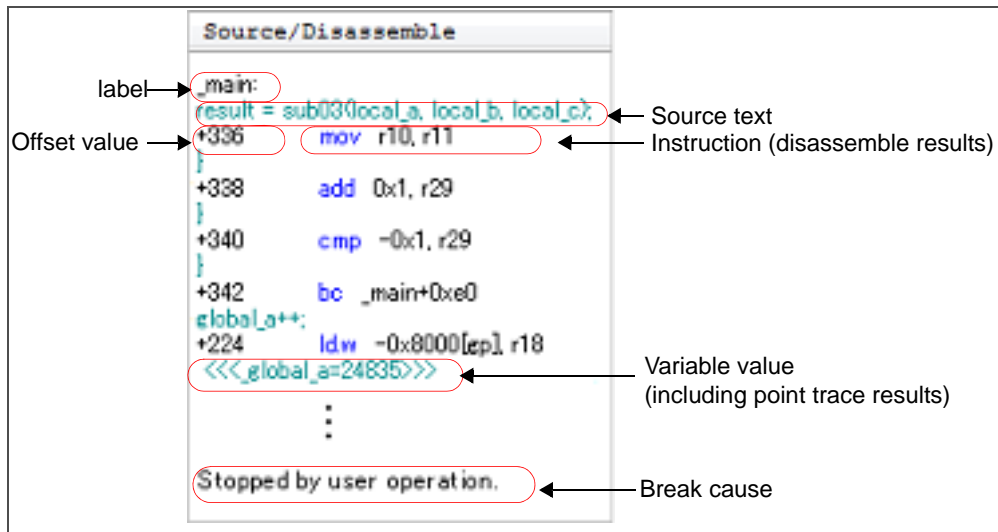 Source/Disassemble
label
_main:
result = sub03(local_a, local_b, local_c);
Source text
Offset value
+336 mov r10, r11
Instruction (disassemble results)
}
+338 add 0x1, r29
}
+340 cmp -0x1, r29
}
+342 bc _main+0xe0
global_a++;
+224 ld.w -0x8000[gp], r18
<<<_global_a=24835>>>
Variable value
(including point trace results)
Stopped by user operation.
Break cause